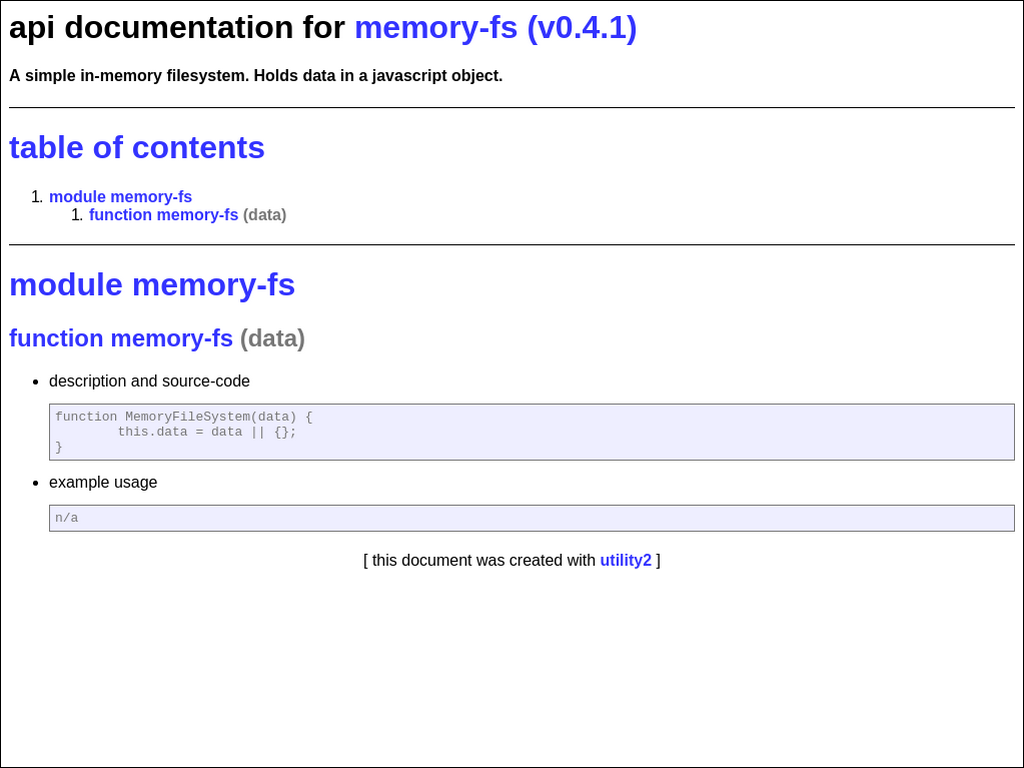 api documentation for memory-fs (v0.4.1)
A simple in-memory filesystem. Holds data in a javascript object.
table of contents
1. module memory-fs
1. function memory-fs (data)
module memory-fs
function memory-fs (data)
• description and source-code
function MemoryFileSystem(data) {
        this.data = data || {};
}
• example usage
n/a
[ this document was created with utility2 ]